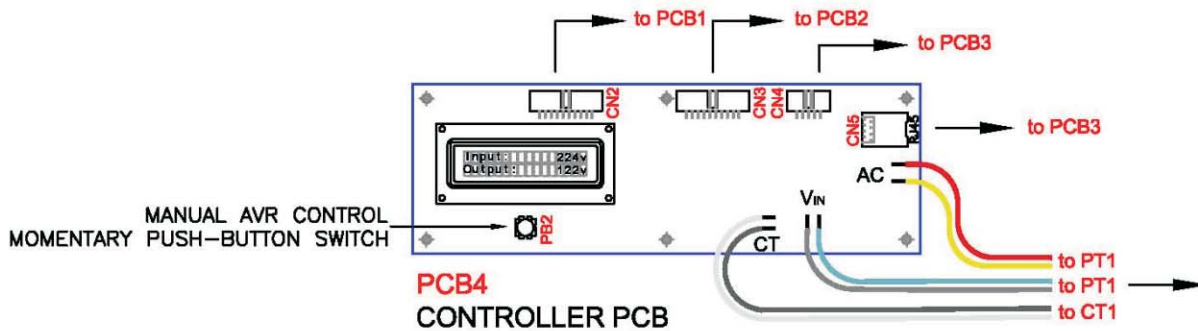 to PCB1
to PCB2
to PCB3
CN2
CN3
CN4
CN5
RJ45
to PCB3
Input: 224v
Output: 122v
AC
VIN
MANUAL AVR CONTROL
MOMENTARY PUSH-BUTTON SWITCH
PB2
CT
to PT1
to PT1
to CT1
PCB4
CONTROLLER PCB